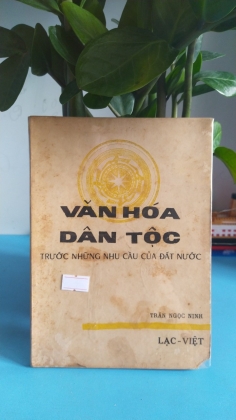 VĂN HÓA
DÂN TỘC
TRƯỚC NHỮNG NHU CẦU CỦA ĐẤT NƯỚC
TRẦN NGỌC NINH
LẠC-VIỆT